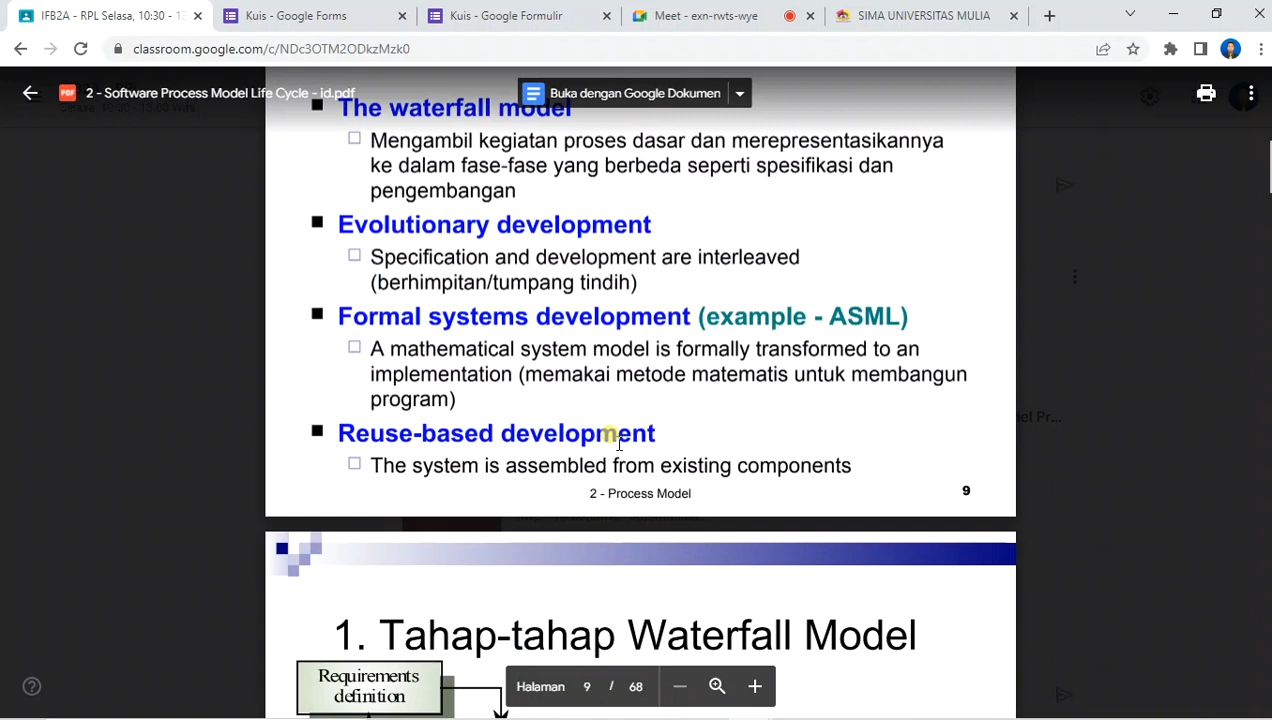 IFB2A - RPL Selasa, 10:30 - 1
Kuis - Google Forms
Kuis - Google Formulir
Meet - exn-rwts-wye
SIMA UNIVERSITAS MULIA
classroom.google.com/c/NDc3OTM2ODkzMzk0
2 - Software Process Model Life Cycle - id.pdf
Buka dengan Google Dokumen
The waterfall model
Mengambil kegiatan proses dasar dan merepresentasikannya
ke dalam fase-fase yang berbeda seperti spesifikasi dan
pengembangan
Evolutionary development
Specification and development are interleaved
(berhimpitan/tumpang tindih)
Formal systems development (example - ASML)
A mathematical system model is formally transformed to an
implementation (memakai metode matematis untuk membangun
program)
del Pr...
Reuse-based development
The system is assembled from existing components
2 - Process Model
9
1. Tahap-tahap Waterfall Model
Requirements
definition
Halaman 9 / 68